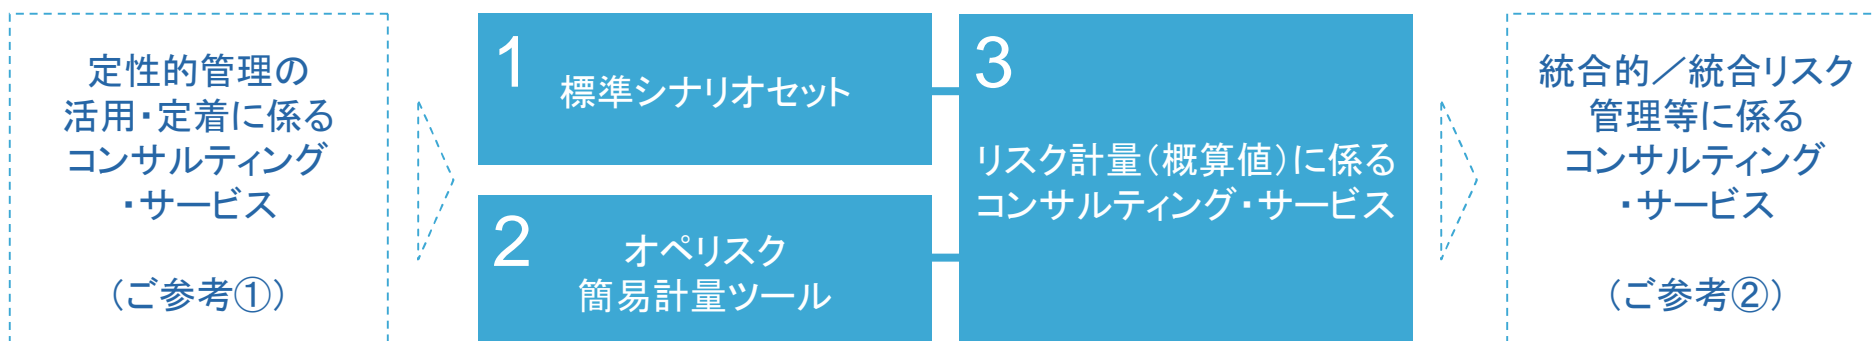 定性的管理の
活用・定着に係る
コンサルティング
・サービス
(ご参考①)
1
標準シナリオセット
2
オペリスク
簡易計量ツール
3
リスク計量(概算値)に係る
コンサルティング・サービス
統合的／統合リスク
管理等に係る
コンサルティング
・サービス
(ご参考②)